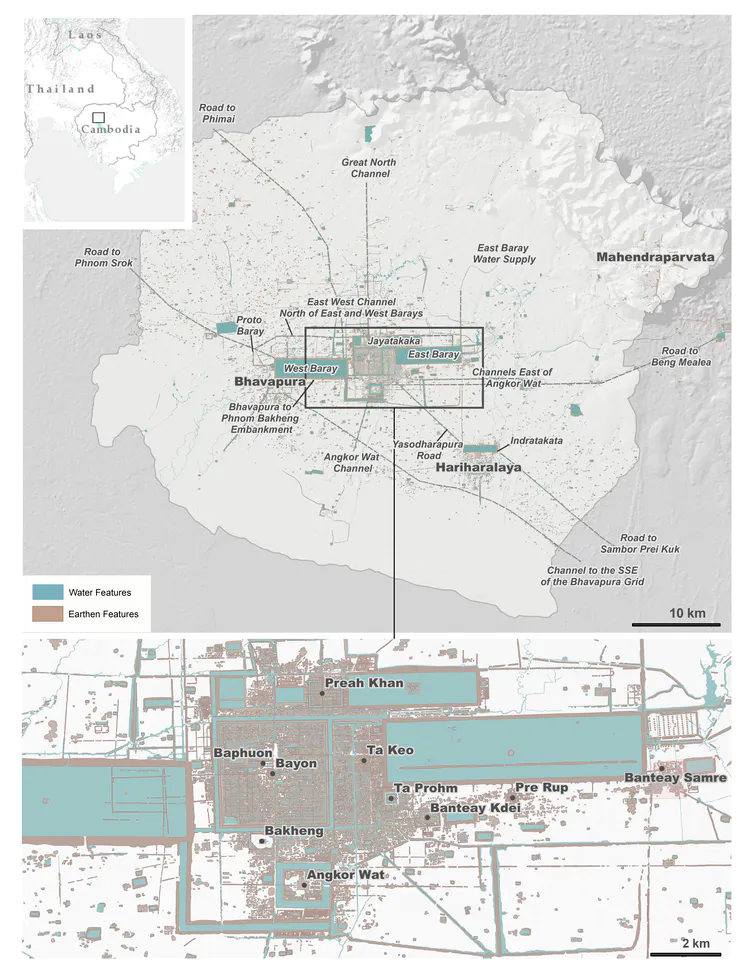 Laos
Thailand
Cambodia
Road to
Phimai
Great North
Channel
East Baray
Water Supply
Mahendraparvata
Road to
Phnom Srok
East West Channel
North of East and West Barays
Proto
Baray
Jayatakaka
East Baray
West Baray
Road to
Beng Mealea
Channels East of
Angkor Wat
Bhavapura
Bhavapura to
Phnom Bakheng
Embankment
Yasodharapura
Road
Indratakata
Angkor Wat
Channel
Hariharalaya
Road to
Sambor Prei Kuk
Channel to the SSE
of the Bhavapura Grid
Water Features
Earthen Features
10 km
Preah Khan
Baphuon
Bayon
Ta Keo
Banteay Samre
Ta Prohm
Pre Rup
Banteay Kdei
Bakheng
Angkor Wat
2 km